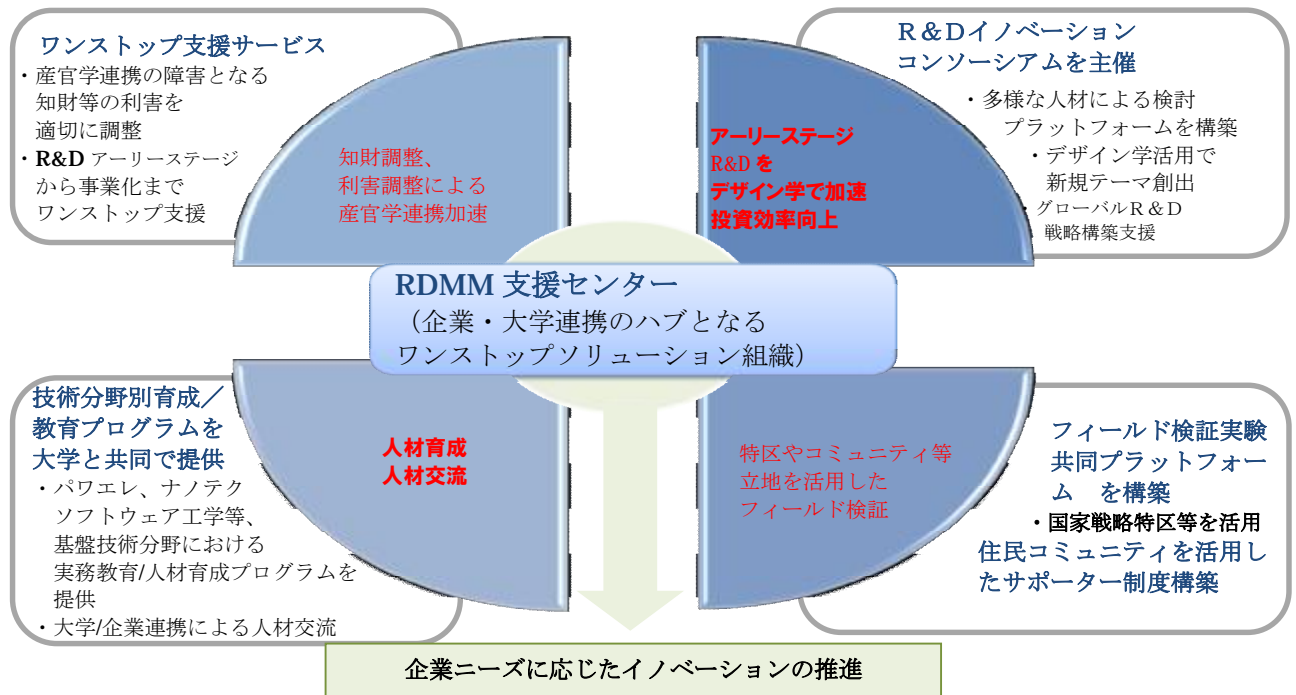 ワンストップ支援サービス
・産官学連携の障害となる
知財等の利害を
適切に調整
・R&D アーリーステージ
から事業化まで
ワンストップ支援
知財調整、
利害調整による
産官学連携加速
R&Dイノベーション
コンソーシアムを主催
・多様な人材による検討
プラットフォームを構築
・デザイン学活用で
新規テーマ創出
・グローバルR&D
戦略構築支援
アーリーステージ
R&D を
デザイン学で加速
投資効率向上
RDMM 支援センター
（企業・大学連携のハブとなる
ワンストップソリューション組織）
技術分野別育成／
教育プログラムを
大学と共同で提供
・パワエレ、ナノテク
ソフトウェア工学等、
基盤技術分野における
実務教育/人材育成プログラムを
提供
・大学/企業連携による人材交流
人材育成
人材交流
特区やコミュニティ等
立地を活用した
フィールド検証
フィールド検証実験
共同プラットフォー
ム　を構築
・国家戦略特区等を活用
住民コミュニティを活用し
たサポーター制度構築
企業ニーズに応じたイノベーションの推進